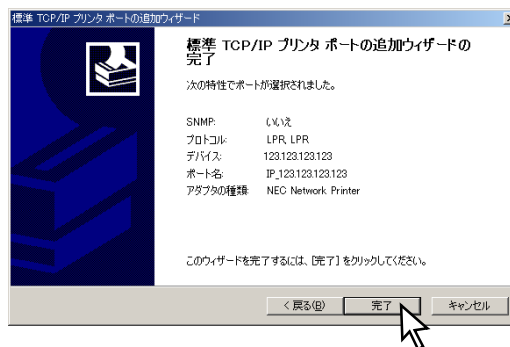 標準 TCP/IP プリンタ ポートの追加ウィザード
標準 TCP/IP プリンタ ポートの追加ウィザードの
完了
次の特性でポートが選択されました。
SNMP: いいえ
プロトコル: LPR, LPR
デバイス: 123.123.123.123
ポート名: IP_123.123.123.123
アダプタの種類: NEC Network Printer
このウィザードを完了するには、[完了] をクリックしてください。
< 戻る(B) 完了 キャンセル